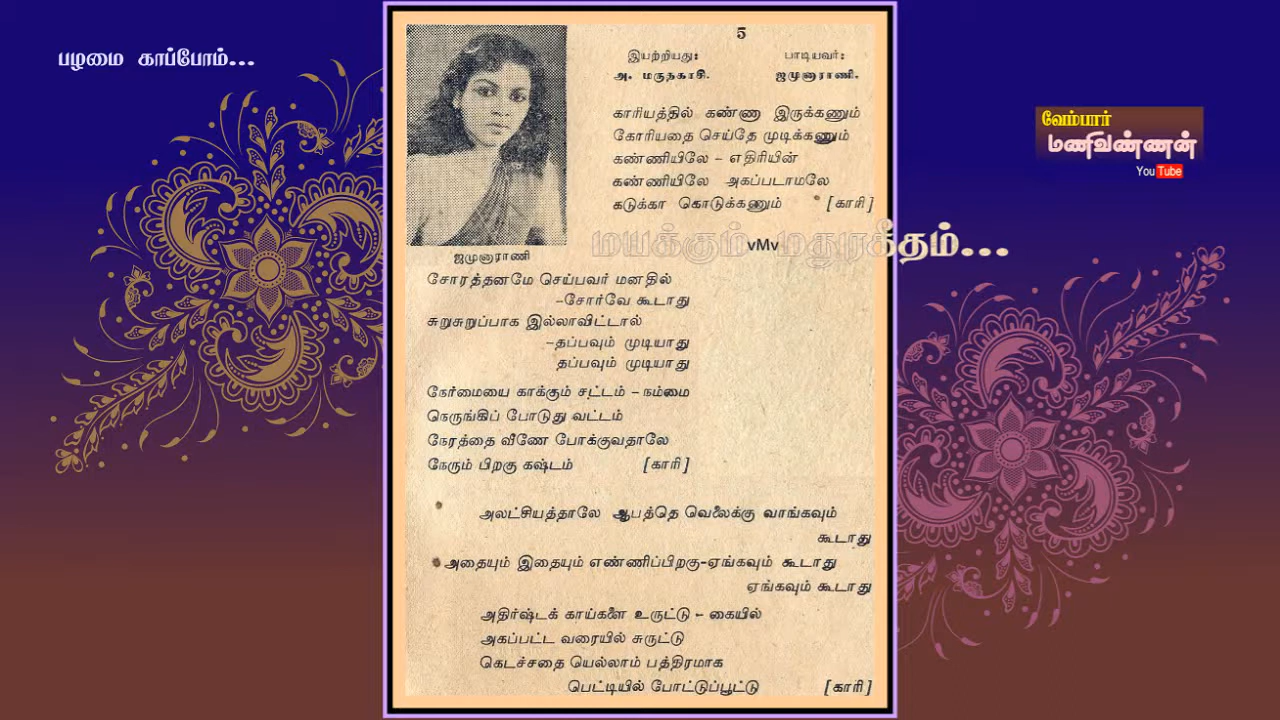 பழமை காப்போம்...
வேம்பார்
மணிவண்ணன்
YouTube
5
இயற்றியது: பாடியவர்:
அ. மருதகாசி. ஜமுனாராணி.
காரியத்தில் கண்ணா இருக்கணும்
கோரியதை செய்தே முடிக்கணும்
கண்ணியிலே - எதிரியின்
கண்ணியிலே அகப்படாமலே
கடுக்கா கொடுக்கணும் [காரி]
மயக்கும் மதுரகீதம்...
vMv
ஜமுனாராணி
சோரத்தனமே செய்பவர் மனதில்
-சோர்வே கூடாது
சுறுசுறுப்பாக இல்லாவிட்டால்
-தப்பவும் முடியாது
தப்பவும் முடியாது
நேர்மையை காக்கும் சட்டம் - நம்மை
நெருங்கிப் போடுது வட்டம்
நேரத்தை வீணே போக்குவதாலே
நேரும் பிறகு கஷ்டம் [காரி]
அலட்சியத்தாலே ஆபத்தெ வெலைக்கு வாங்கவும்
கூடாது
அதையும் இதையும் எண்ணிப்பிறகு-ஏங்கவும் கூடாது
ஏங்கவும் கூடாது
அதிர்ஷ்டக் காய்களை உருட்டு - கையில்
அகப்பட்ட வரையில் சுருட்டு
கெடச்சதை யெல்லாம் பத்திரமாக
பெட்டியில் போட்டுப்பூட்டு [காரி]